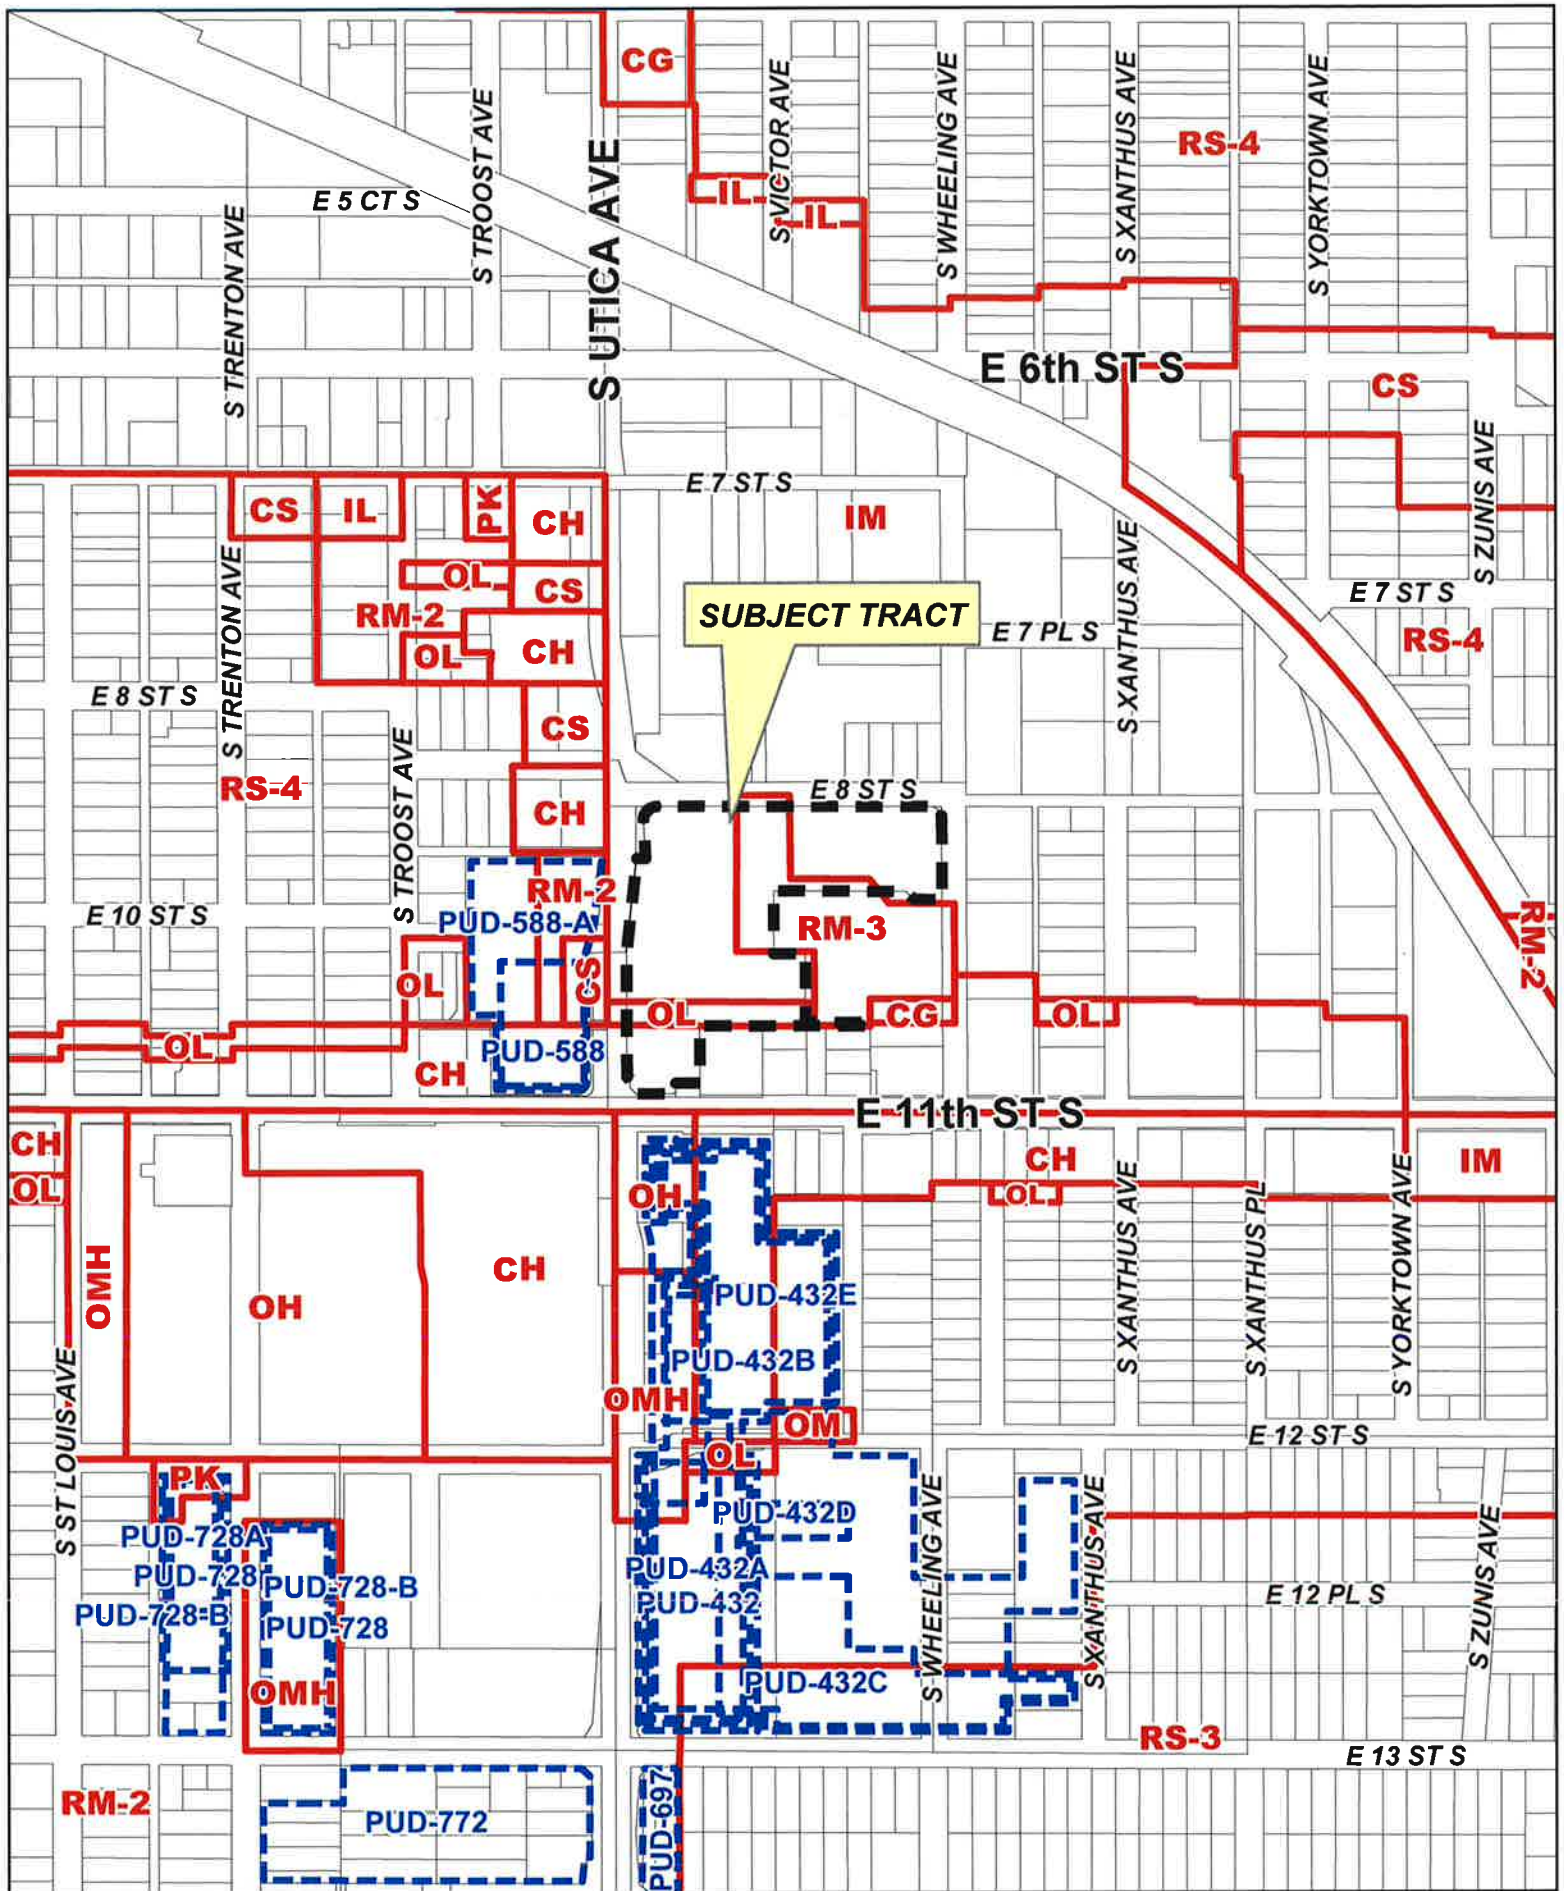 CG
S VICTOR AVE
S WHEELING AVE
S XANTHUS AVE
S YORKTOWN AVE
RS-4
S TROOST AVE
S UTICA AVE
IL
IL
E 5 CT S
S TRENTON AVE
E 6th ST S
CS
S ZUNIS AVE
E 7 ST S
CS
IL
PK
CH
IM
OL
CS
RM-2
OL
CH
SUBJECT TRACT
E 7 PL S
S XANTHUS AVE
E 7 ST S
RS-4
S TRENTON AVE
E 8 ST S
CS
S TROOST AVE
RS-4
CH
E 8 ST S
RM-2
PUD-588-A
E 10 ST S
RM-3
RM-2
OL
CS
OL
CG
OL
OL
PUD-588
CH
E 11th ST S
CH
OL
OMH
OH
CH
OH
CH
LOL
IM
S XANTHUS AVE
S XANTHUS PL
S YORKTOWN AVE
PUD-432E
PUD-432B
OMH
OM
S ST LOUIS AVE
E 12 ST S
OL
PK
PUD-432D
PUD-728A
PUD-728
PUD-728-B
PUD-728-B
PUD-728
PUD-432A
PUD-432
S WHEELING AVE
S XANTHUS AVE
E 12 PL S
S ZUNIS AVE
OMH
PUD-432C
RS-3
E 13 ST S
RM-2
PUD-772
PUD-697